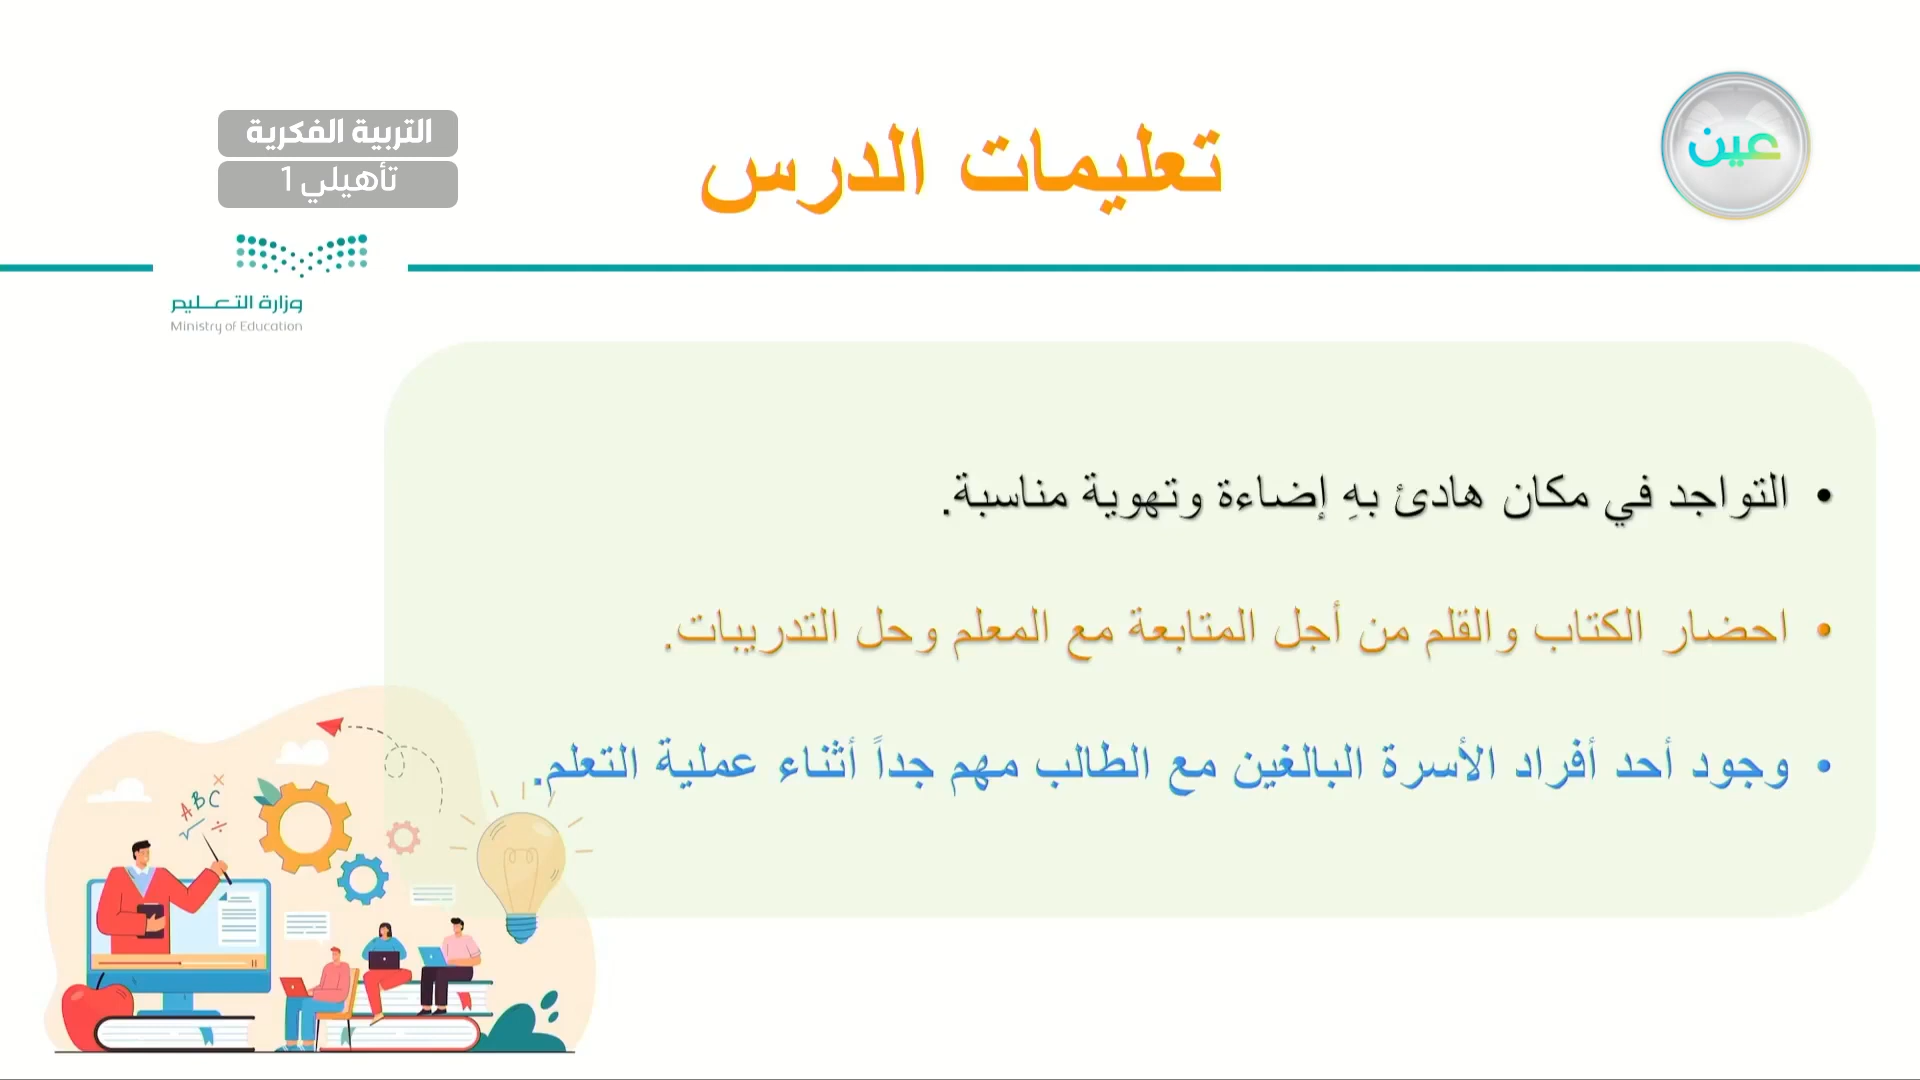 عين
تعليمات الدرس
التربية الفكرية
تأهيلي 1
وزارة التعليم
Ministry of Education
• التواجد في مكان هادئ بهِ إضاءة وتهوية مناسبة.
• احضار الكتاب والقلم من أجل المتابعة مع المعلم وحل التدريبات.
• وجود أحد أفراد الأسرة البالغين مع الطالب مهم جداً أثناء عملية التعلم.
ABC